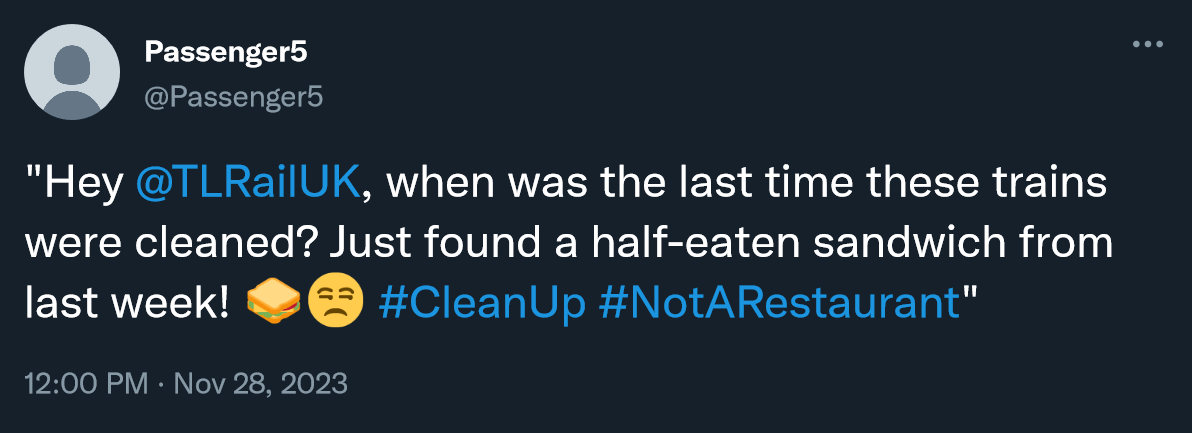 Passenger5
@Passenger5
"Hey @TLRailUK, when was the last time these trains
were cleaned? Just found a half-eaten sandwich from
last week! 🥪😒 #CleanUp #NotARestaurant"
12:00 PM · Nov 28, 2023